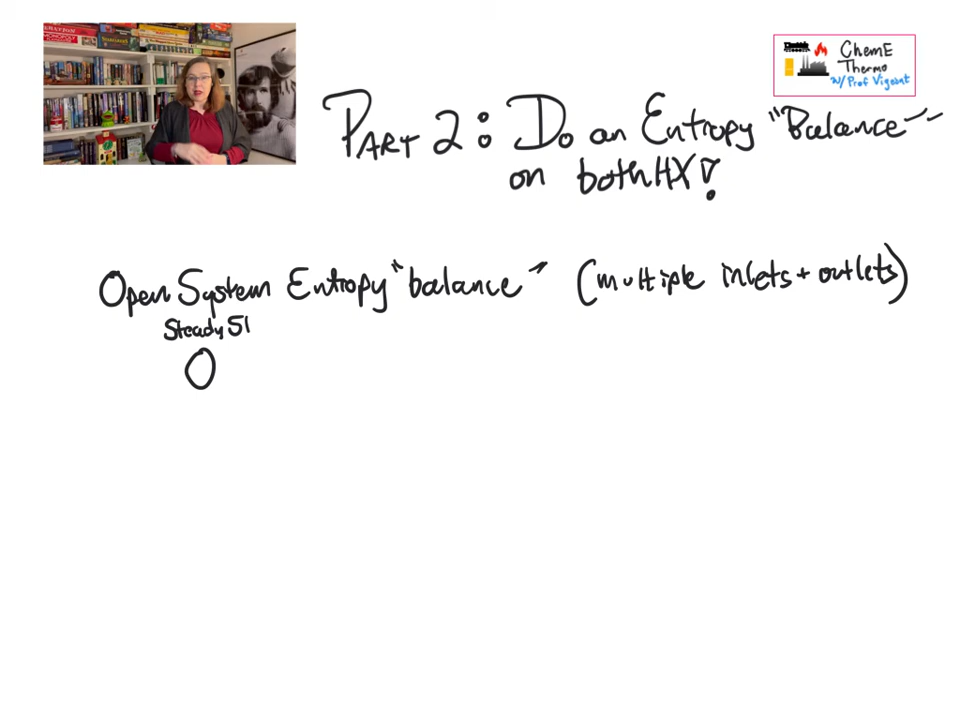 ChemE
Thermo
w/ Prof Vigeant
PART 2: Do an Entropy "Balance"
on both HX!
Open System Entropy "balance" (multiple inlets + outlets)
Steady St
0